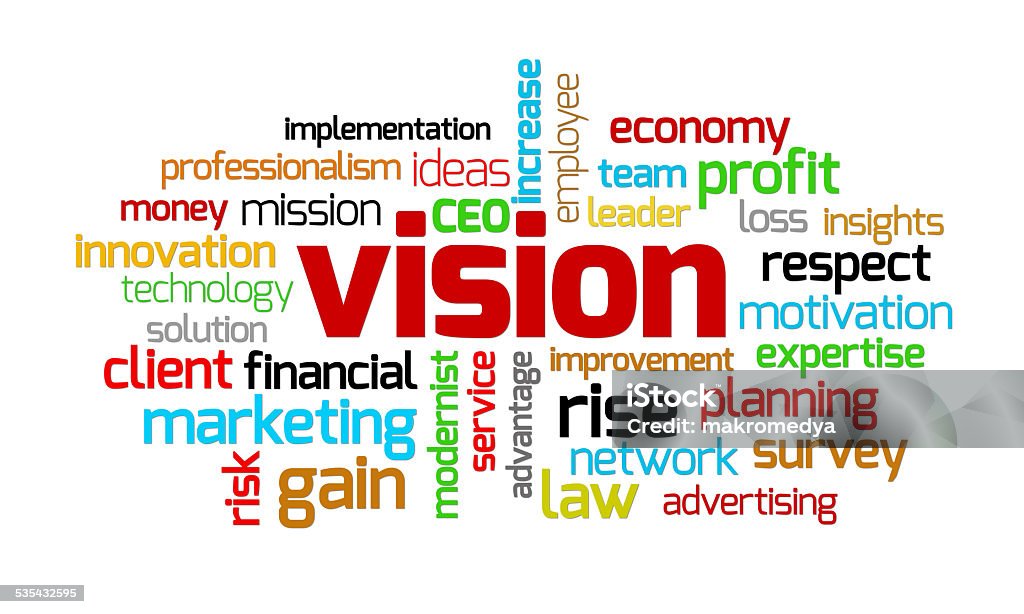 increase
employee
implementation
economy
professionalism
ideas
team
profit
money
mission
CEO
leader
loss
insights
innovation
vision
respect
technology
motivation
solution
client
financial
modernist
service
advantage
improvement
expertise
marketing
rise
planning
iStock
makromedya
network
survey
risk
gain
law
advertising
535432595